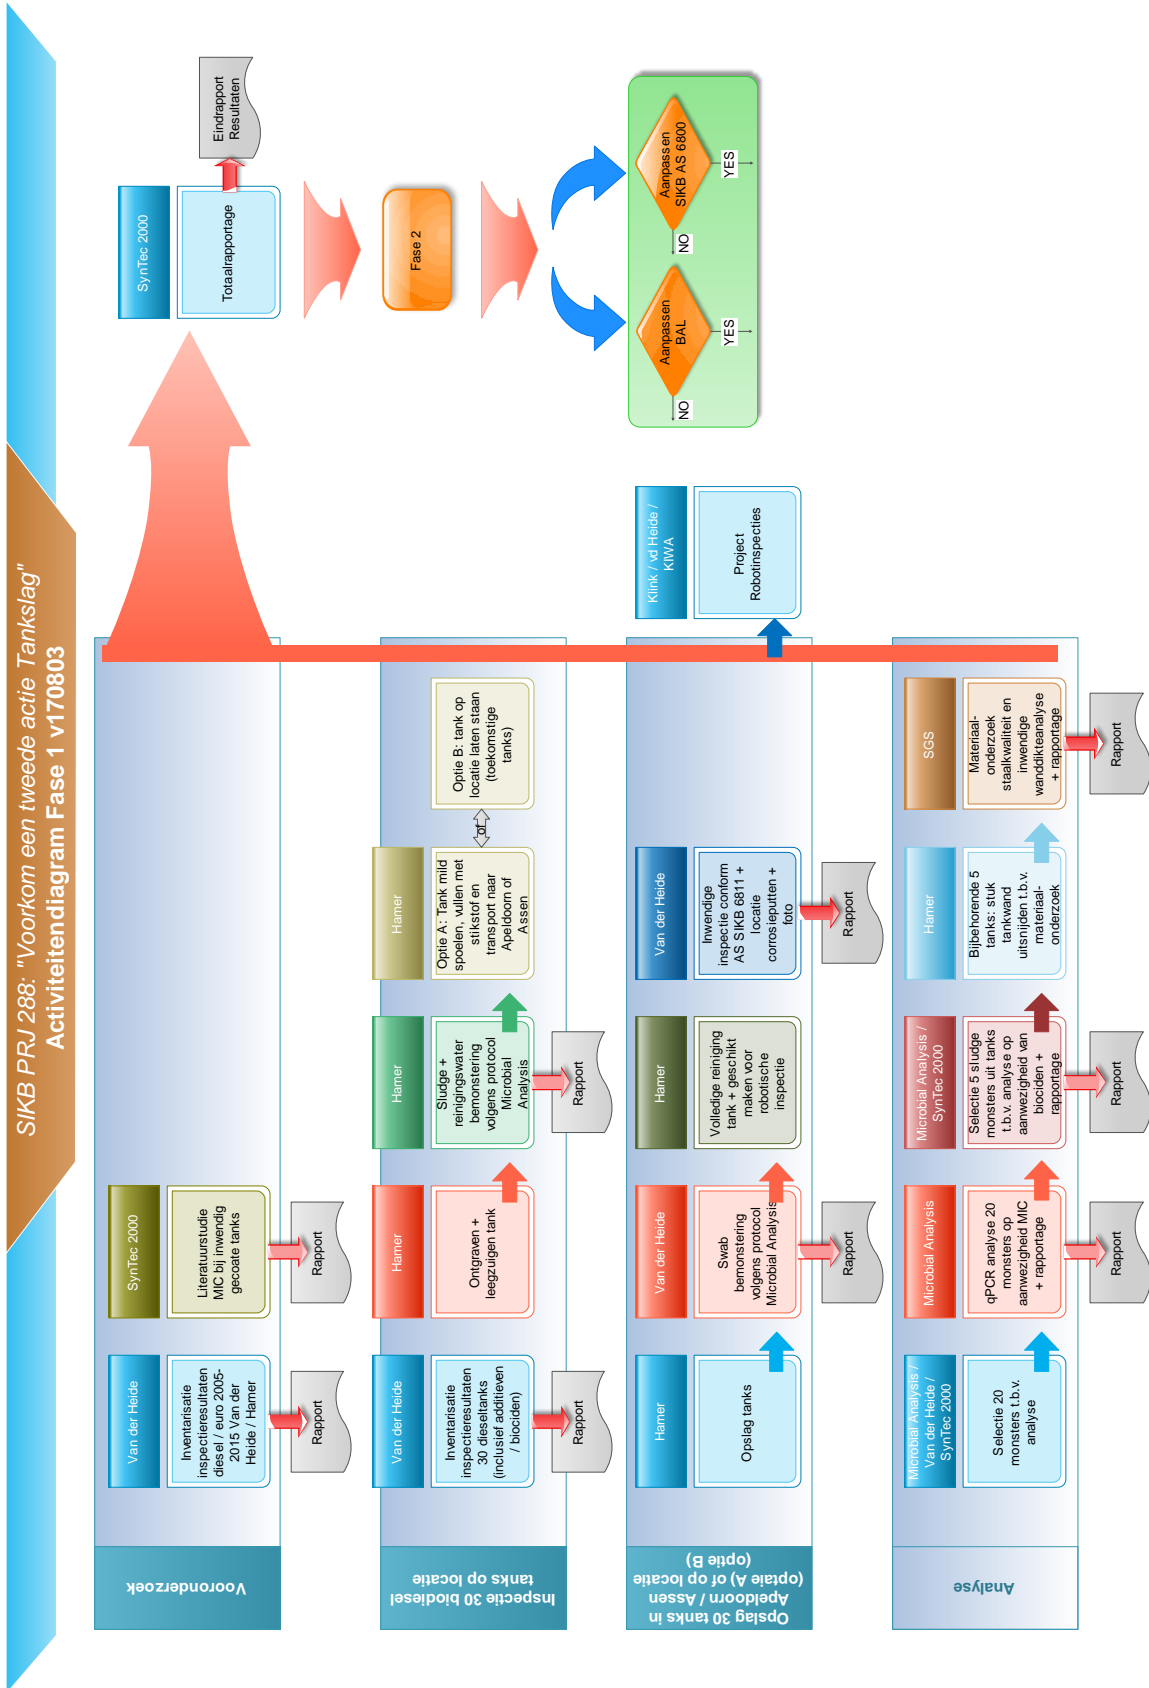 SIKB PRJ 288: "Voorkom een tweede actie Tankslag"
Activiteitendiagram Fase 1 v170803
Vooronderzoek
Van der Heide
Inventarisatie
inspectieresultaten
diesel / euro 2005-
2015 Van der
Heide / Hamer
Rapport
SynTec 2000
Literatuurstudie
MIC bij inwendig
gecoate tanks
Rapport
SynTec 2000
Totaalrapportage
Eindrapport
Resultaten
Inspectie 30 biodiesel
tanks op locatie
Van der Heide
Inventarisatie
inspectieresultaten
30 dieseltanks
(inclusief additieven
/ biociden)
Rapport
Hamer
Ontgraven +
leegzuigen tank
Hamer
Sludge +
reinigingswater
bemonstering
volgens protocol
Microbial
Analysis
Rapport
Hamer
Optie A: Tank mild
spoelen, vullen met
stikstof en
transport naar
Apeldoorn of
Assen
of
Optie B: tank op
locatie laten staan
(toekomstige
tanks)
Fase 2
Opslag 30 tanks in
Apeldoorn / Assen
(optaie A) of op locatie
(optie B)
Hamer
Opslag tanks
Van der Heide
Swab
bemonstering
volgens protocol
Microbial Analysis
Rapport
Hamer
Volledige reiniging
tank + geschikt
maken voor
robotische
inspectie
Van der Heide
Inwendige
inspectie conform
AS SIKB 6811 +
locatie
corrosieputten +
foto
Rapport
Klink / vd Heide /
KIWA
Project
Robotinspecties
Aanpassen
BAL
NO
YES
Aanpassen
SIKB AS 6800
NO
YES
Analyse
Microbial Analysis /
Van der Heide /
SynTec 2000
Selectie 20
monsters t.b.v.
analyse
Microbial Analysis
qPCR analyse 20
monsters op
aanwezigheid MIC
+ rapportage
Rapport
Microbial Analysis /
SynTec 2000
Selectie 5 sludge
monsters uit tanks
t.b.v. analyse op
aanwezigheid van
biociden +
rapportage
Rapport
Hamer
Bijbehorende 5
tanks: stuk
tankwand
uitsnijden t.b.v.
materiaal-
onderzoek
SGS
Materiaal-
onderzoek
staalkwaliteit en
inwendige
wanddikteanalyse
+ rapportage
Rapport